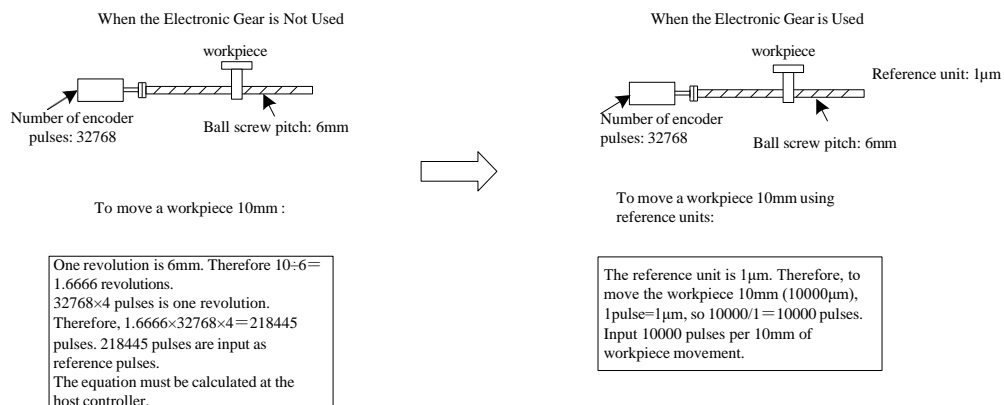 When the Electronic Gear is Not Used
workpiece
Number of encoder
pulses: 32768
Ball screw pitch: 6mm
To move a workpiece 10mm :
One revolution is 6mm. Therefore 10÷6＝
1.6666 revolutions.
32768×4 pulses is one revolution.
Therefore, 1.6666×32768×4＝218445
pulses. 218445 pulses are input as
reference pulses.
The equation must be calculated at the
host controller.
When the Electronic Gear is Used
workpiece
Reference unit: 1μm
Number of encoder
pulses: 32768
Ball screw pitch: 6mm
To move a workpiece 10mm using
reference units:
The reference unit is 1μm. Therefore, to
move the workpiece 10mm (10000μm),
1pulse=1μm, so 10000/1＝10000 pulses.
Input 10000 pulses per 10mm of
workpiece movement.